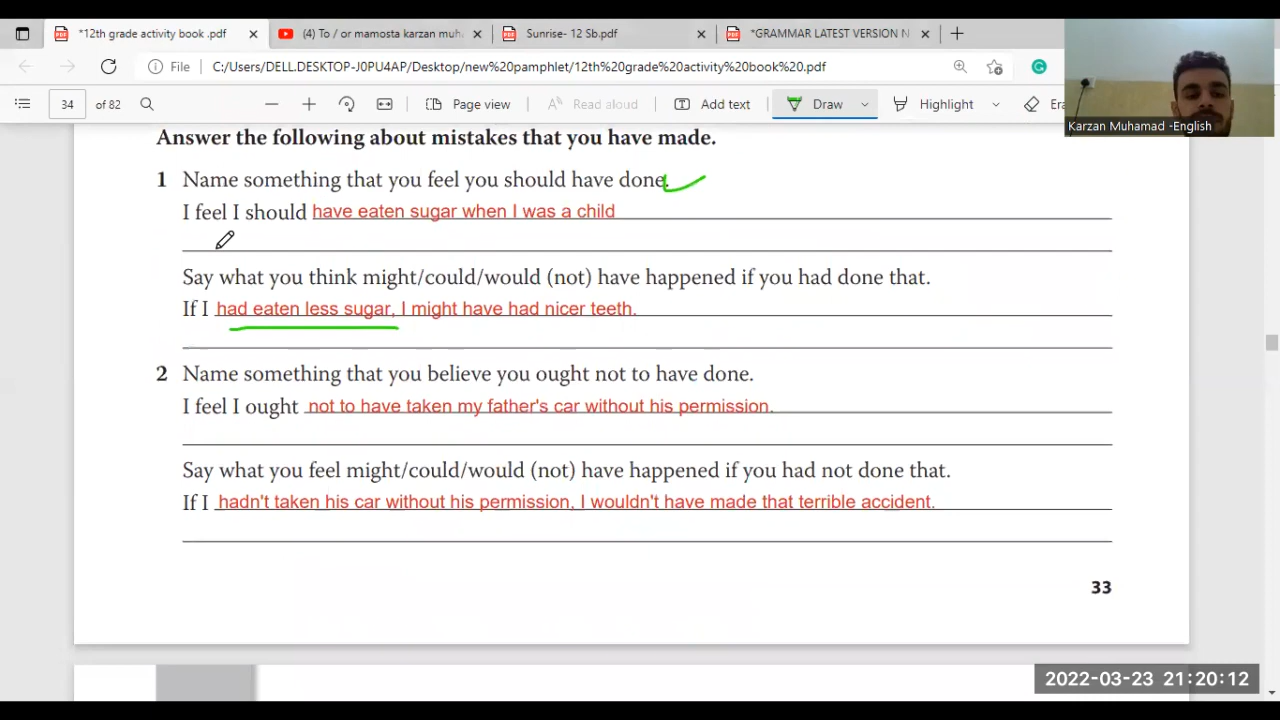 *12th grade activity book .pdf
(4) To / or mamosta karzan muh
Sunrise- 12 Sb.pdf
*GRAMMAR LATEST VERSION N
File C:/Users/DELL.DESKTOP-J0PU4AP/Desktop/new%20pamphlet/12th%20grade%20activity%20book%20.pdf
34 of 82 Page view Read aloud Add text Draw Highlight Era
Karzan Muhamad -English
Answer the following about mistakes that you have made.
1 Name something that you feel you should have done.
I feel I should have eaten sugar when I was a child
Say what you think might/could/would (not) have happened if you had done that.
If I had eaten less sugar, I might have had nicer teeth.
2 Name something that you believe you ought not to have done.
I feel I ought not to have taken my father's car without his permission.
Say what you feel might/could/would (not) have happened if you had not done that.
If I hadn't taken his car without his permission, I wouldn't have made that terrible accident.
33
2022-03-23 21:20:12